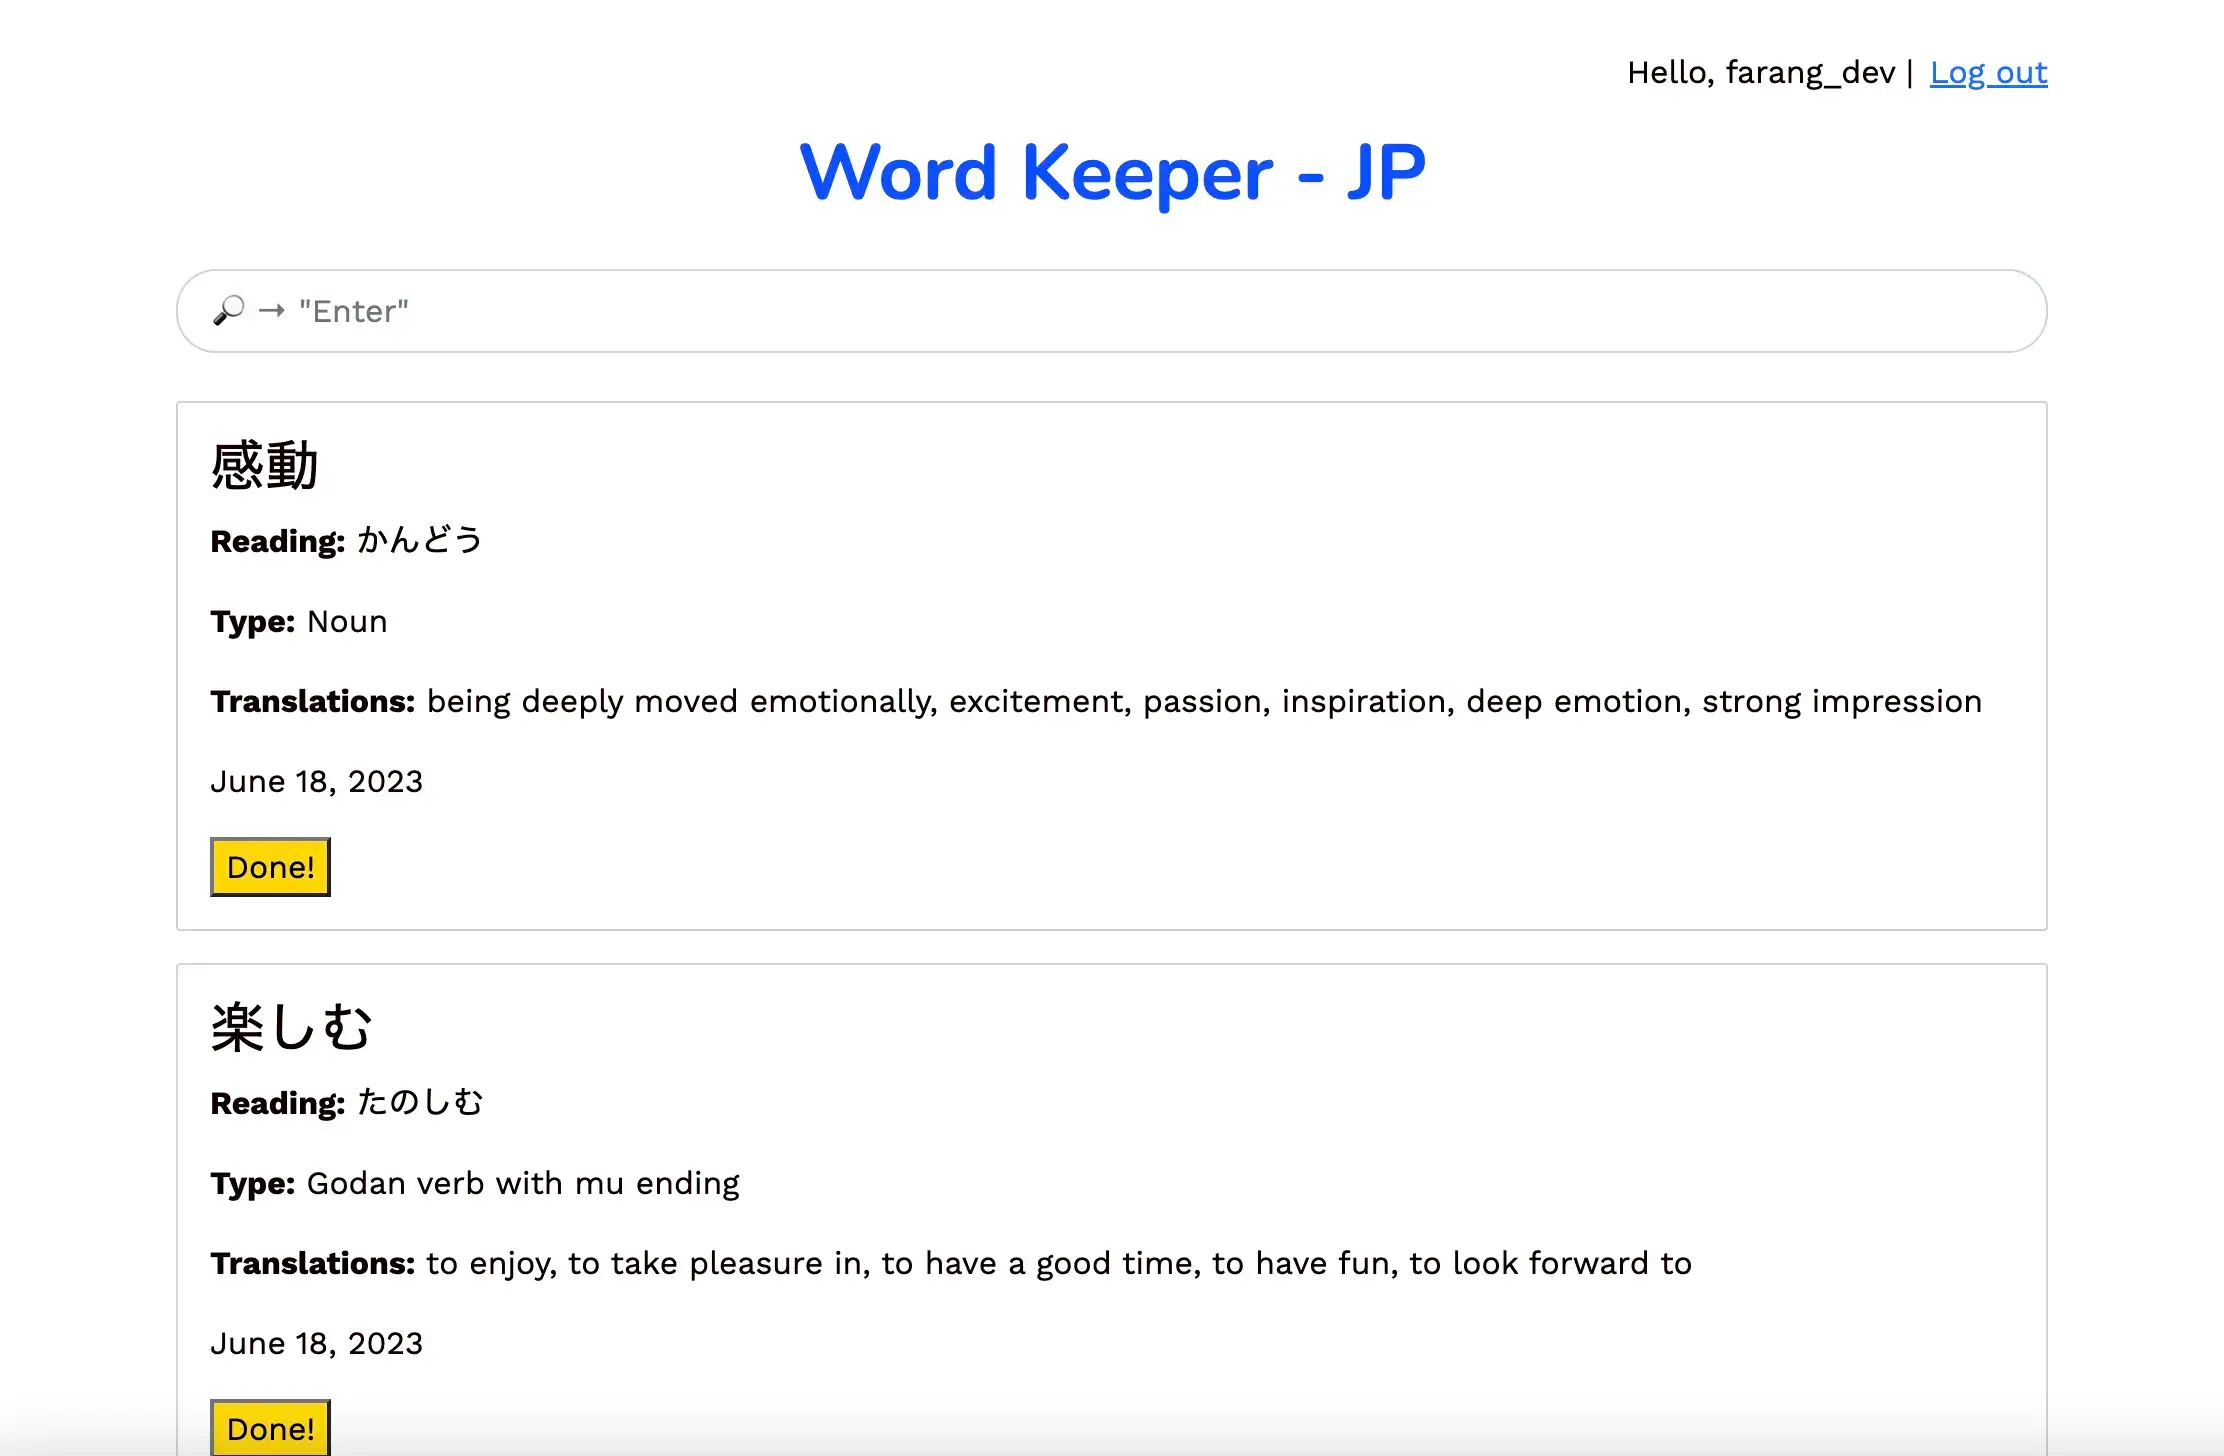 Hello, farang_dev | Log out
Word Keeper - JP
🔎 → "Enter"
感動
Reading: かんどう
Type: Noun
Translations: being deeply moved emotionally, excitement, passion, inspiration, deep emotion, strong impression
June 18, 2023
Done!
楽しむ
Reading: たのしむ
Type: Godan verb with mu ending
Translations: to enjoy, to take pleasure in, to have a good time, to have fun, to look forward to
June 18, 2023
Done!